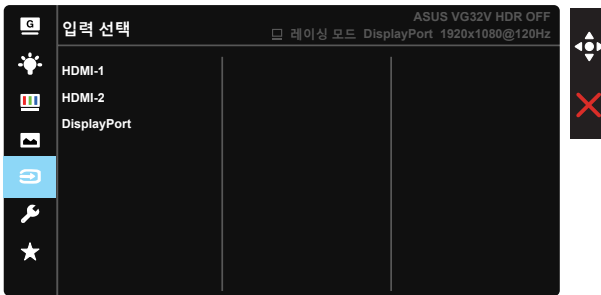 G
입력 선택
ASUS VG32V HDR OFF
레이싱 모드 DisplayPort 1920x1080@120Hz
HDMI-1
HDMI-2
DisplayPort